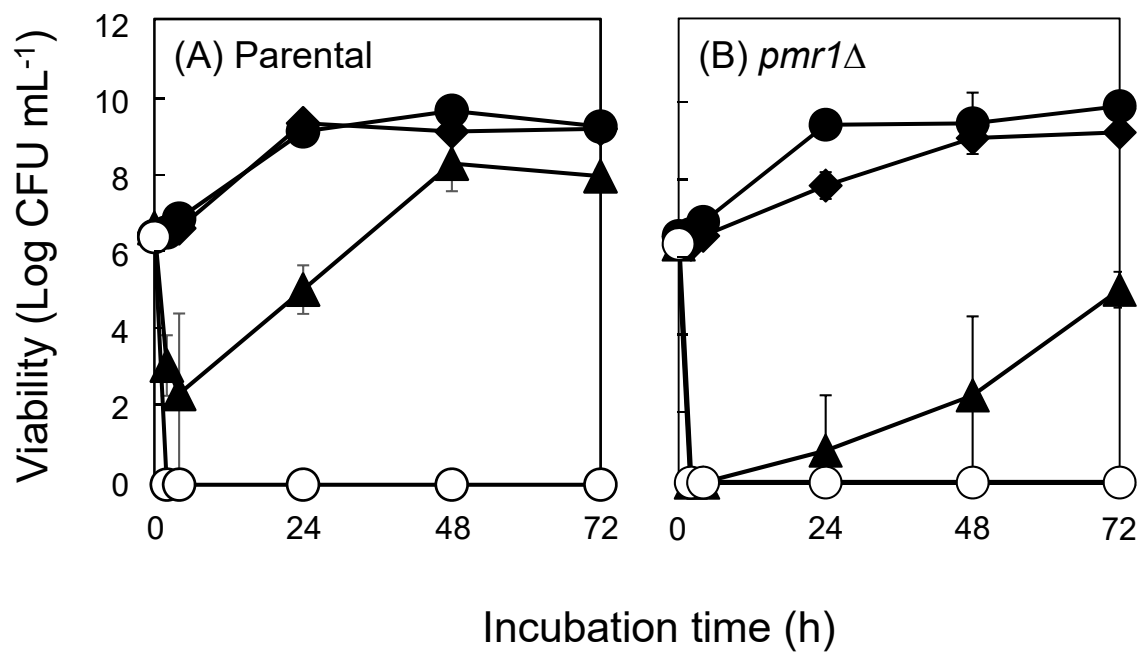 12
10
8
6
4
2
0
Viability (Log CFU mL-1)
(A) Parental
(B) pmr1Δ
0 24 48 72
0 24 48 72
Incubation time (h)